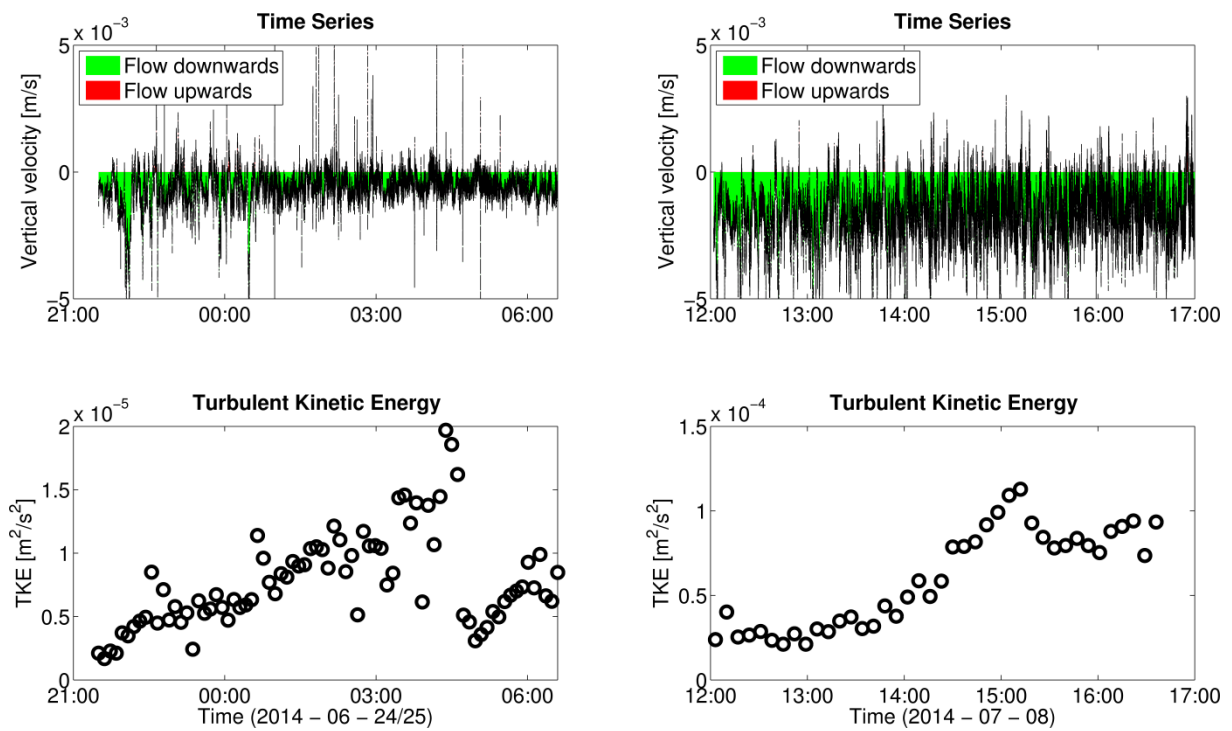 x 10−3
Time Series
5
Flow downwards
Flow upwards
0
−5
Vertical velocity [m/s]
21:00 00:00 03:00 06:00
x 10−3
Time Series
5
Flow downwards
Flow upwards
0
−5
Vertical velocity [m/s]
12:00 13:00 14:00 15:00 16:00 17:00
x 10−5
Turbulent Kinetic Energy
2
1.5
1
0.5
0
TKE [m2/s2]
21:00 00:00 03:00 06:00
Time (2014 − 06 − 24/25)
x 10−4
Turbulent Kinetic Energy
1.5
1
0.5
0
TKE [m2/s2]
12:00 13:00 14:00 15:00 16:00 17:00
Time (2014 − 07 − 08)